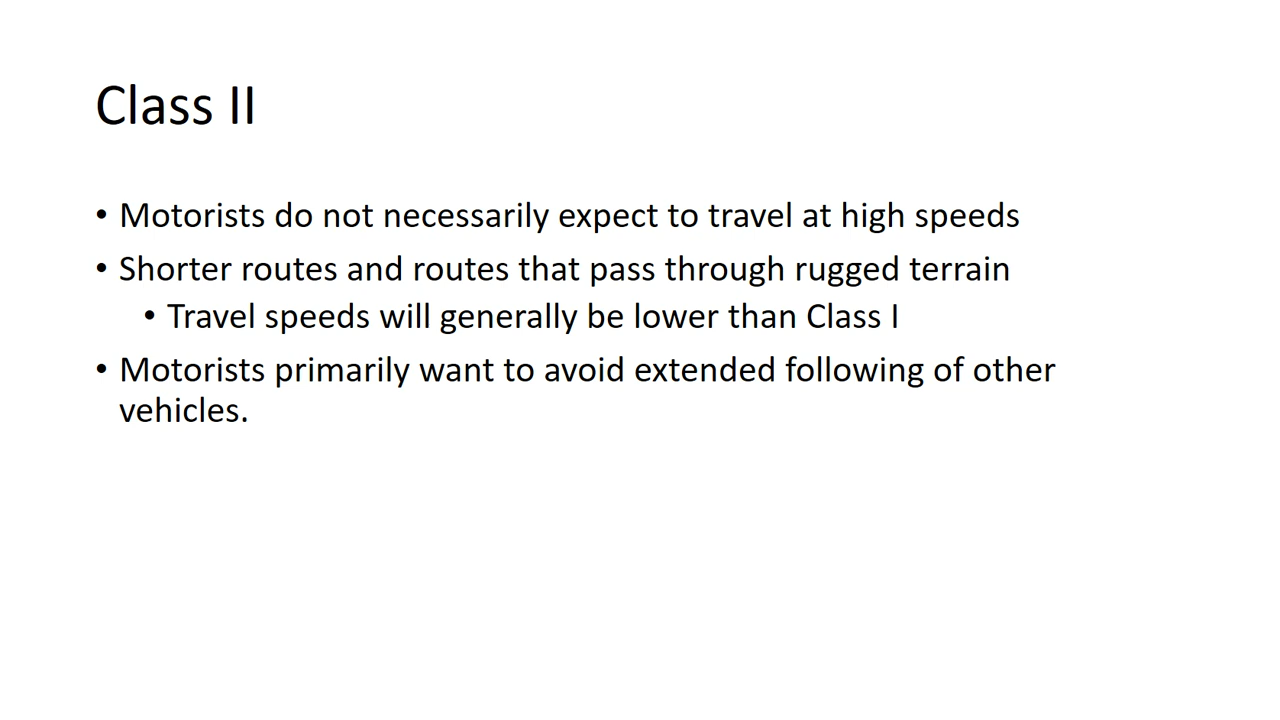 Class II
• Motorists do not necessarily expect to travel at high speeds
• Shorter routes and routes that pass through rugged terrain
• Travel speeds will generally be lower than Class I
• Motorists primarily want to avoid extended following of other
vehicles.